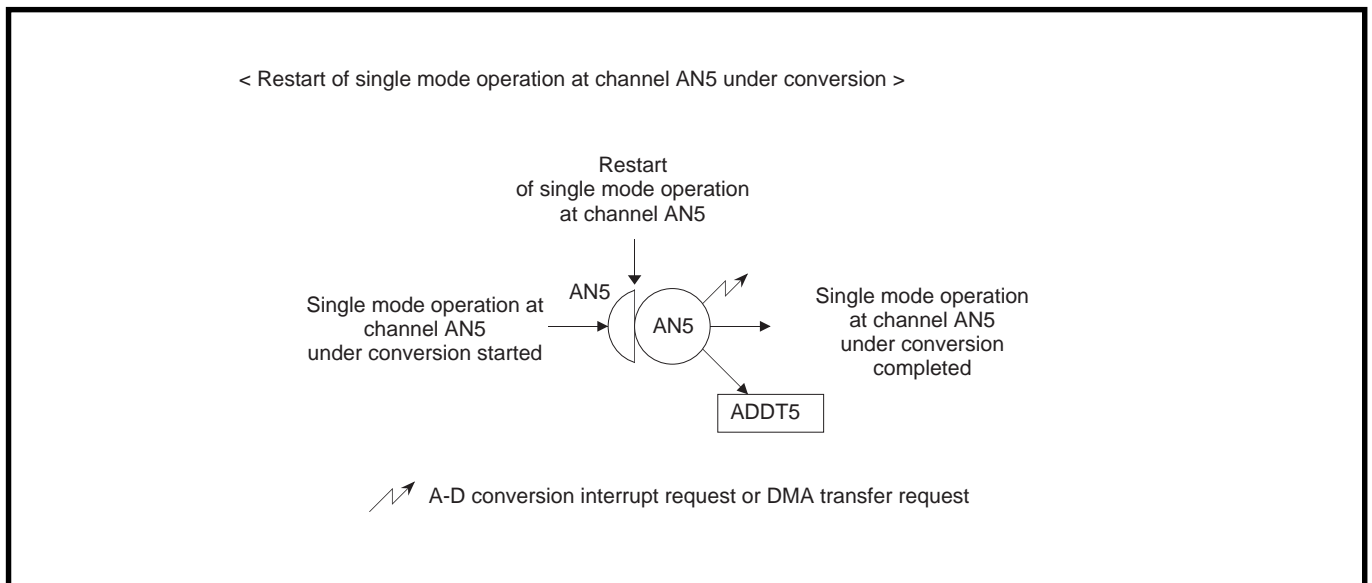 < Restart of single mode operation at channel AN5 under conversion >
Restart
of single mode operation
at channel AN5
Single mode operation at
channel AN5
under conversion started
AN5
AN5
Single mode operation
at channel AN5
under conversion
completed
ADDT5
A-D conversion interrupt request or DMA transfer request